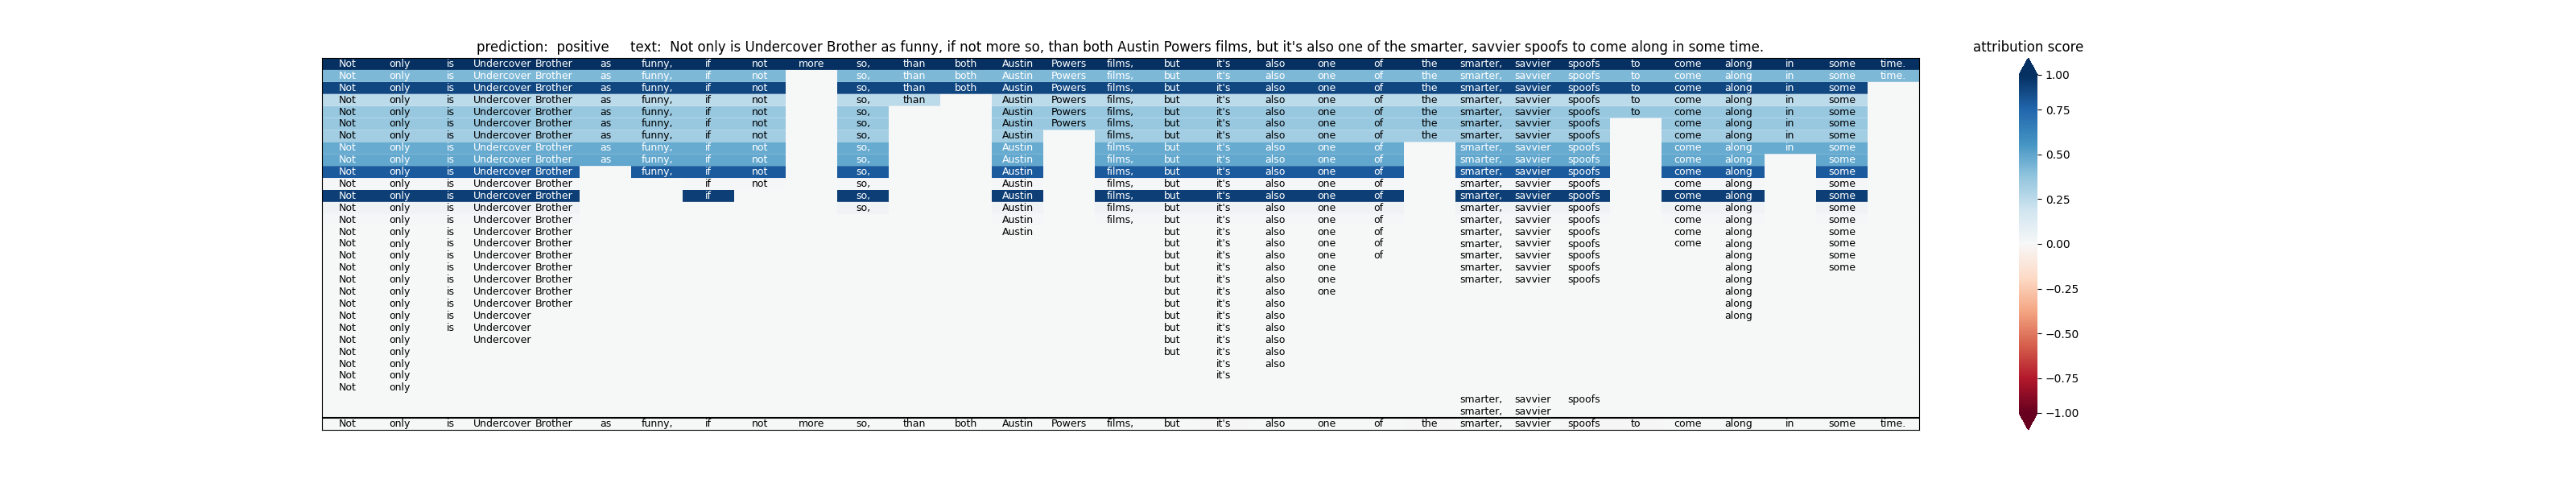 prediction: positive text: Not only is Undercover Brother as funny, if not more so, than both Austin Powers films, but it's also one of the smarter, savvier spoofs to come along in some time. attribution score
Not only is Undercover Brother as funny, if not more so, than both Austin Powers films, but it's also one of the smarter, savvier spoofs to come along in some time.
Not only is Undercover Brother as funny, if not so, than both Austin Powers films, but it's also one of the smarter, savvier spoofs to come along in some time.
Not only is Undercover Brother as funny, if not so, than both Austin Powers films, but it's also one of the smarter, savvier spoofs to come along in some
Not only is Undercover Brother as funny, if not so, than Austin Powers films, but it's also one of the smarter, savvier spoofs to come along in some
Not only is Undercover Brother as funny, if not so, Austin Powers films, but it's also one of the smarter, savvier spoofs to come along in some
Not only is Undercover Brother as funny, if not so, Austin Powers films, but it's also one of the smarter, savvier spoofs come along in some
Not only is Undercover Brother as funny, if not so, Austin films, but it's also one of the smarter, savvier spoofs come along in some
Not only is Undercover Brother as funny, if not so, Austin films, but it's also one of smarter, savvier spoofs come along in some
Not only is Undercover Brother as funny, if not so, Austin films, but it's also one of smarter, savvier spoofs come along some
Not only is Undercover Brother funny, if not so, Austin films, but it's also one of smarter, savvier spoofs come along some
Not only is Undercover Brother if not so, Austin films, but it's also one of smarter, savvier spoofs come along some
Not only is Undercover Brother if so, Austin films, but it's also one of smarter, savvier spoofs come along some
Not only is Undercover Brother so, Austin films, but it's also one of smarter, savvier spoofs come along some
Not only is Undercover Brother Austin films, but it's also one of smarter, savvier spoofs come along some
Not only is Undercover Brother Austin but it's also one of smarter, savvier spoofs come along some
Not only is Undercover Brother but it's also one of smarter, savvier spoofs come along some
Not only is Undercover Brother but it's also one of smarter, savvier spoofs along some
Not only is Undercover Brother but it's also one smarter, savvier spoofs along some
Not only is Undercover Brother but it's also one smarter, savvier spoofs along
Not only is Undercover Brother but it's also one along
Not only is Undercover Brother but it's also along
Not only is Undercover but it's also along
Not only is Undercover but it's also
Not only Undercover but it's also
Not only but it's also
Not only it's also
Not only it's
Not only
smarter, savvier spoofs
smarter, savvier
Not only is Undercover Brother as funny, if not more so, than both Austin Powers films, but it's also one of the smarter, savvier spoofs to come along in some time.
1.00
0.75
0.50
0.25
0.00
−0.25
−0.50
−0.75
−1.00